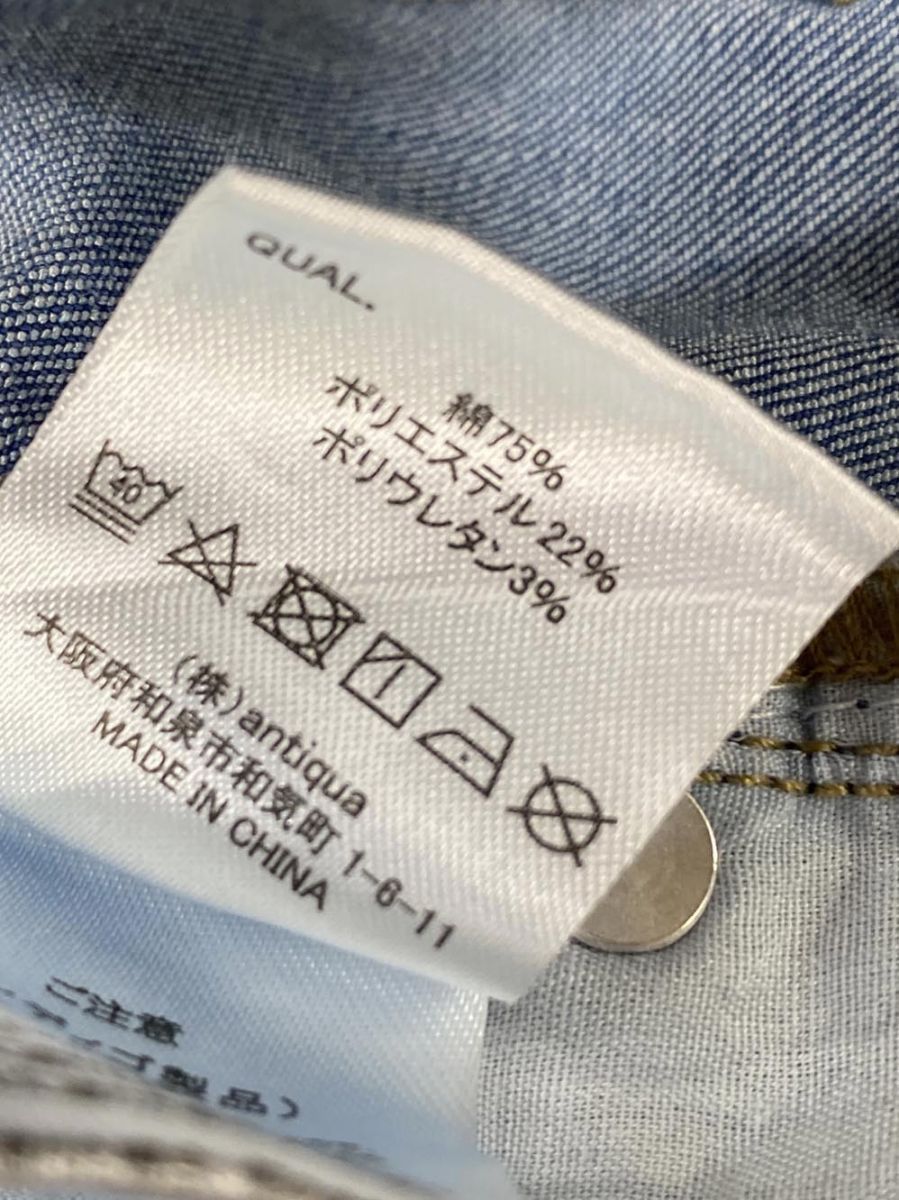 QUAL.
綿75%
ポリエステル22%
ポリウレタン3%
40
(株)antiqua
大阪府和泉市和気町 1-6-11
MADE IN CHINA
ご注意